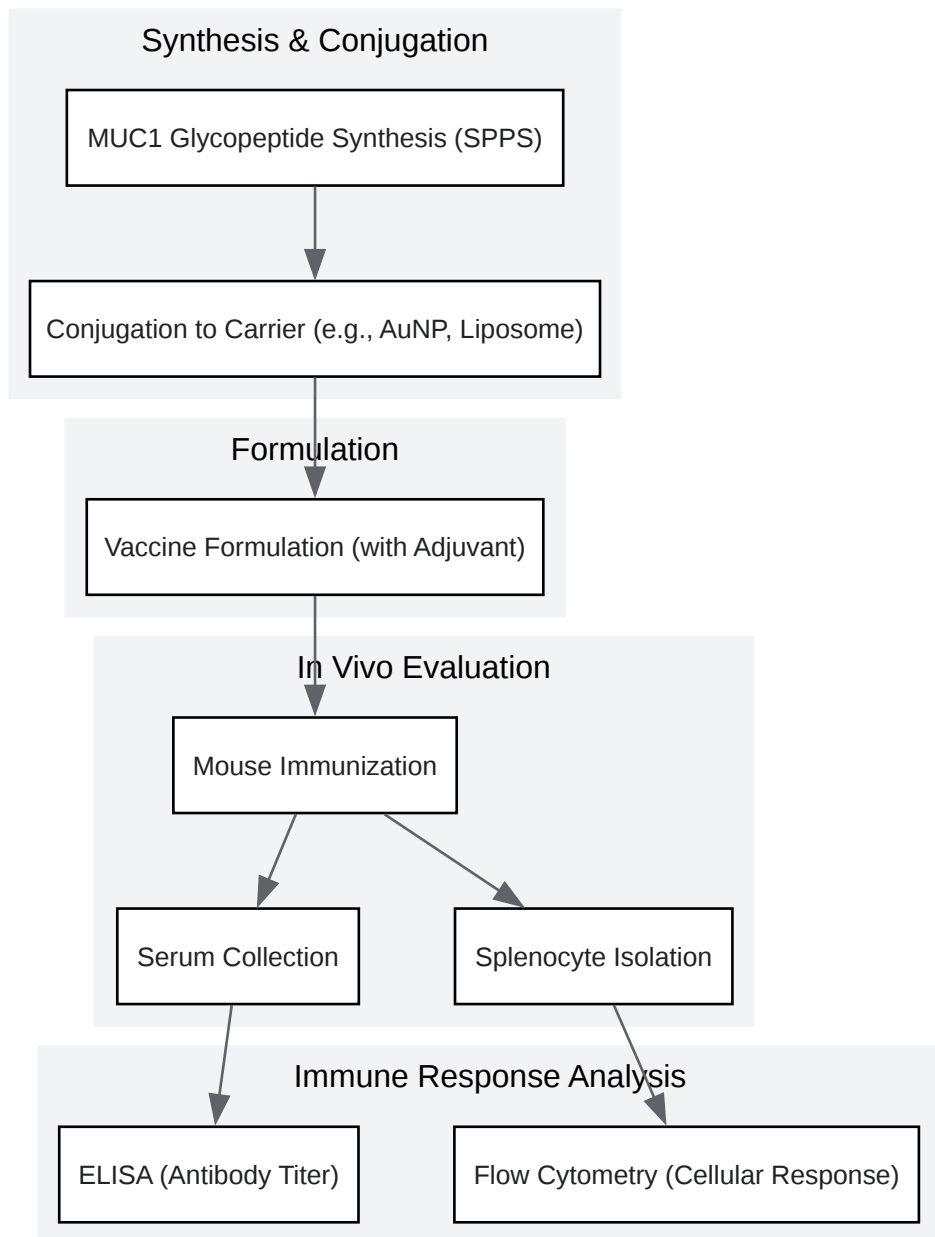 Synthesis & Conjugation
MUC1 Glycopeptide Synthesis (SPPS)
Conjugation to Carrier (e.g., AuNP, Liposome)
Formulation
Vaccine Formulation (with Adjuvant)
In Vivo Evaluation
Mouse Immunization
Serum Collection
Splenocyte Isolation
Immune Response Analysis
ELISA (Antibody Titer)
Flow Cytometry (Cellular Response)